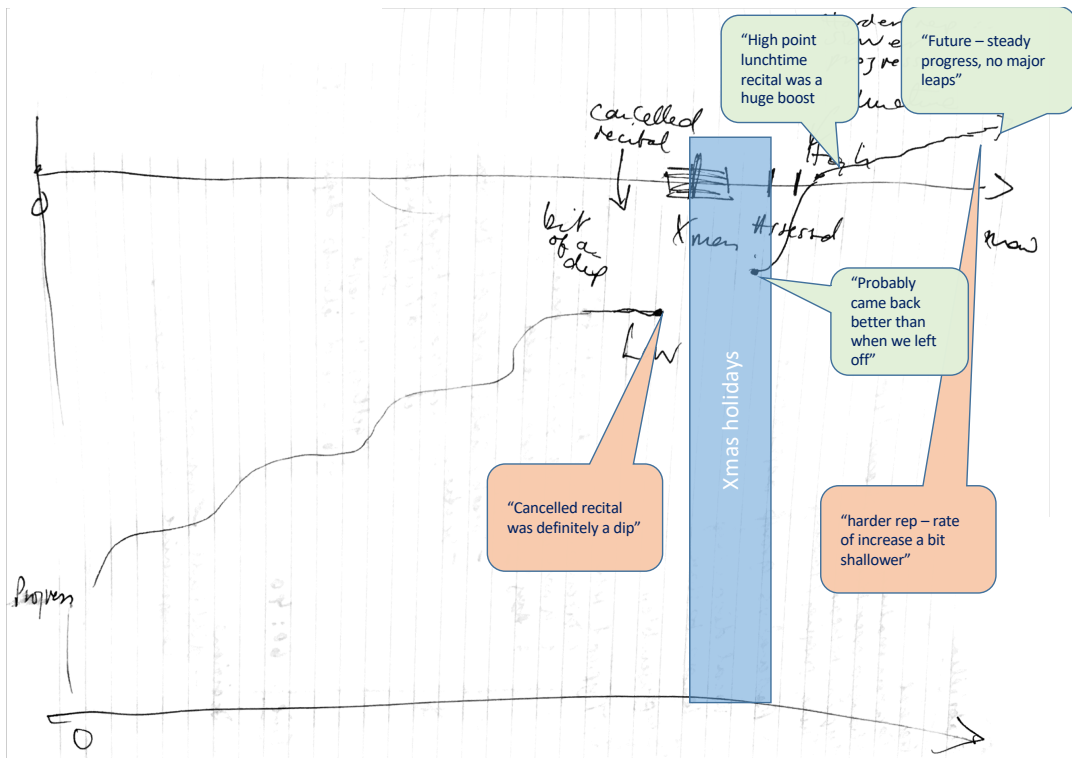 “High point
lunchtime
recital was a
huge boost
“Future – steady
progress, no major
leaps”
cancelled
recital
0
bit
of a
dip
Xmas
now
“Probably
came back
better than
when we left
off”
Xmas holidays
“Cancelled recital
was definitely a dip”
“harder rep – rate
of increase a bit
shallower”
Progress
0